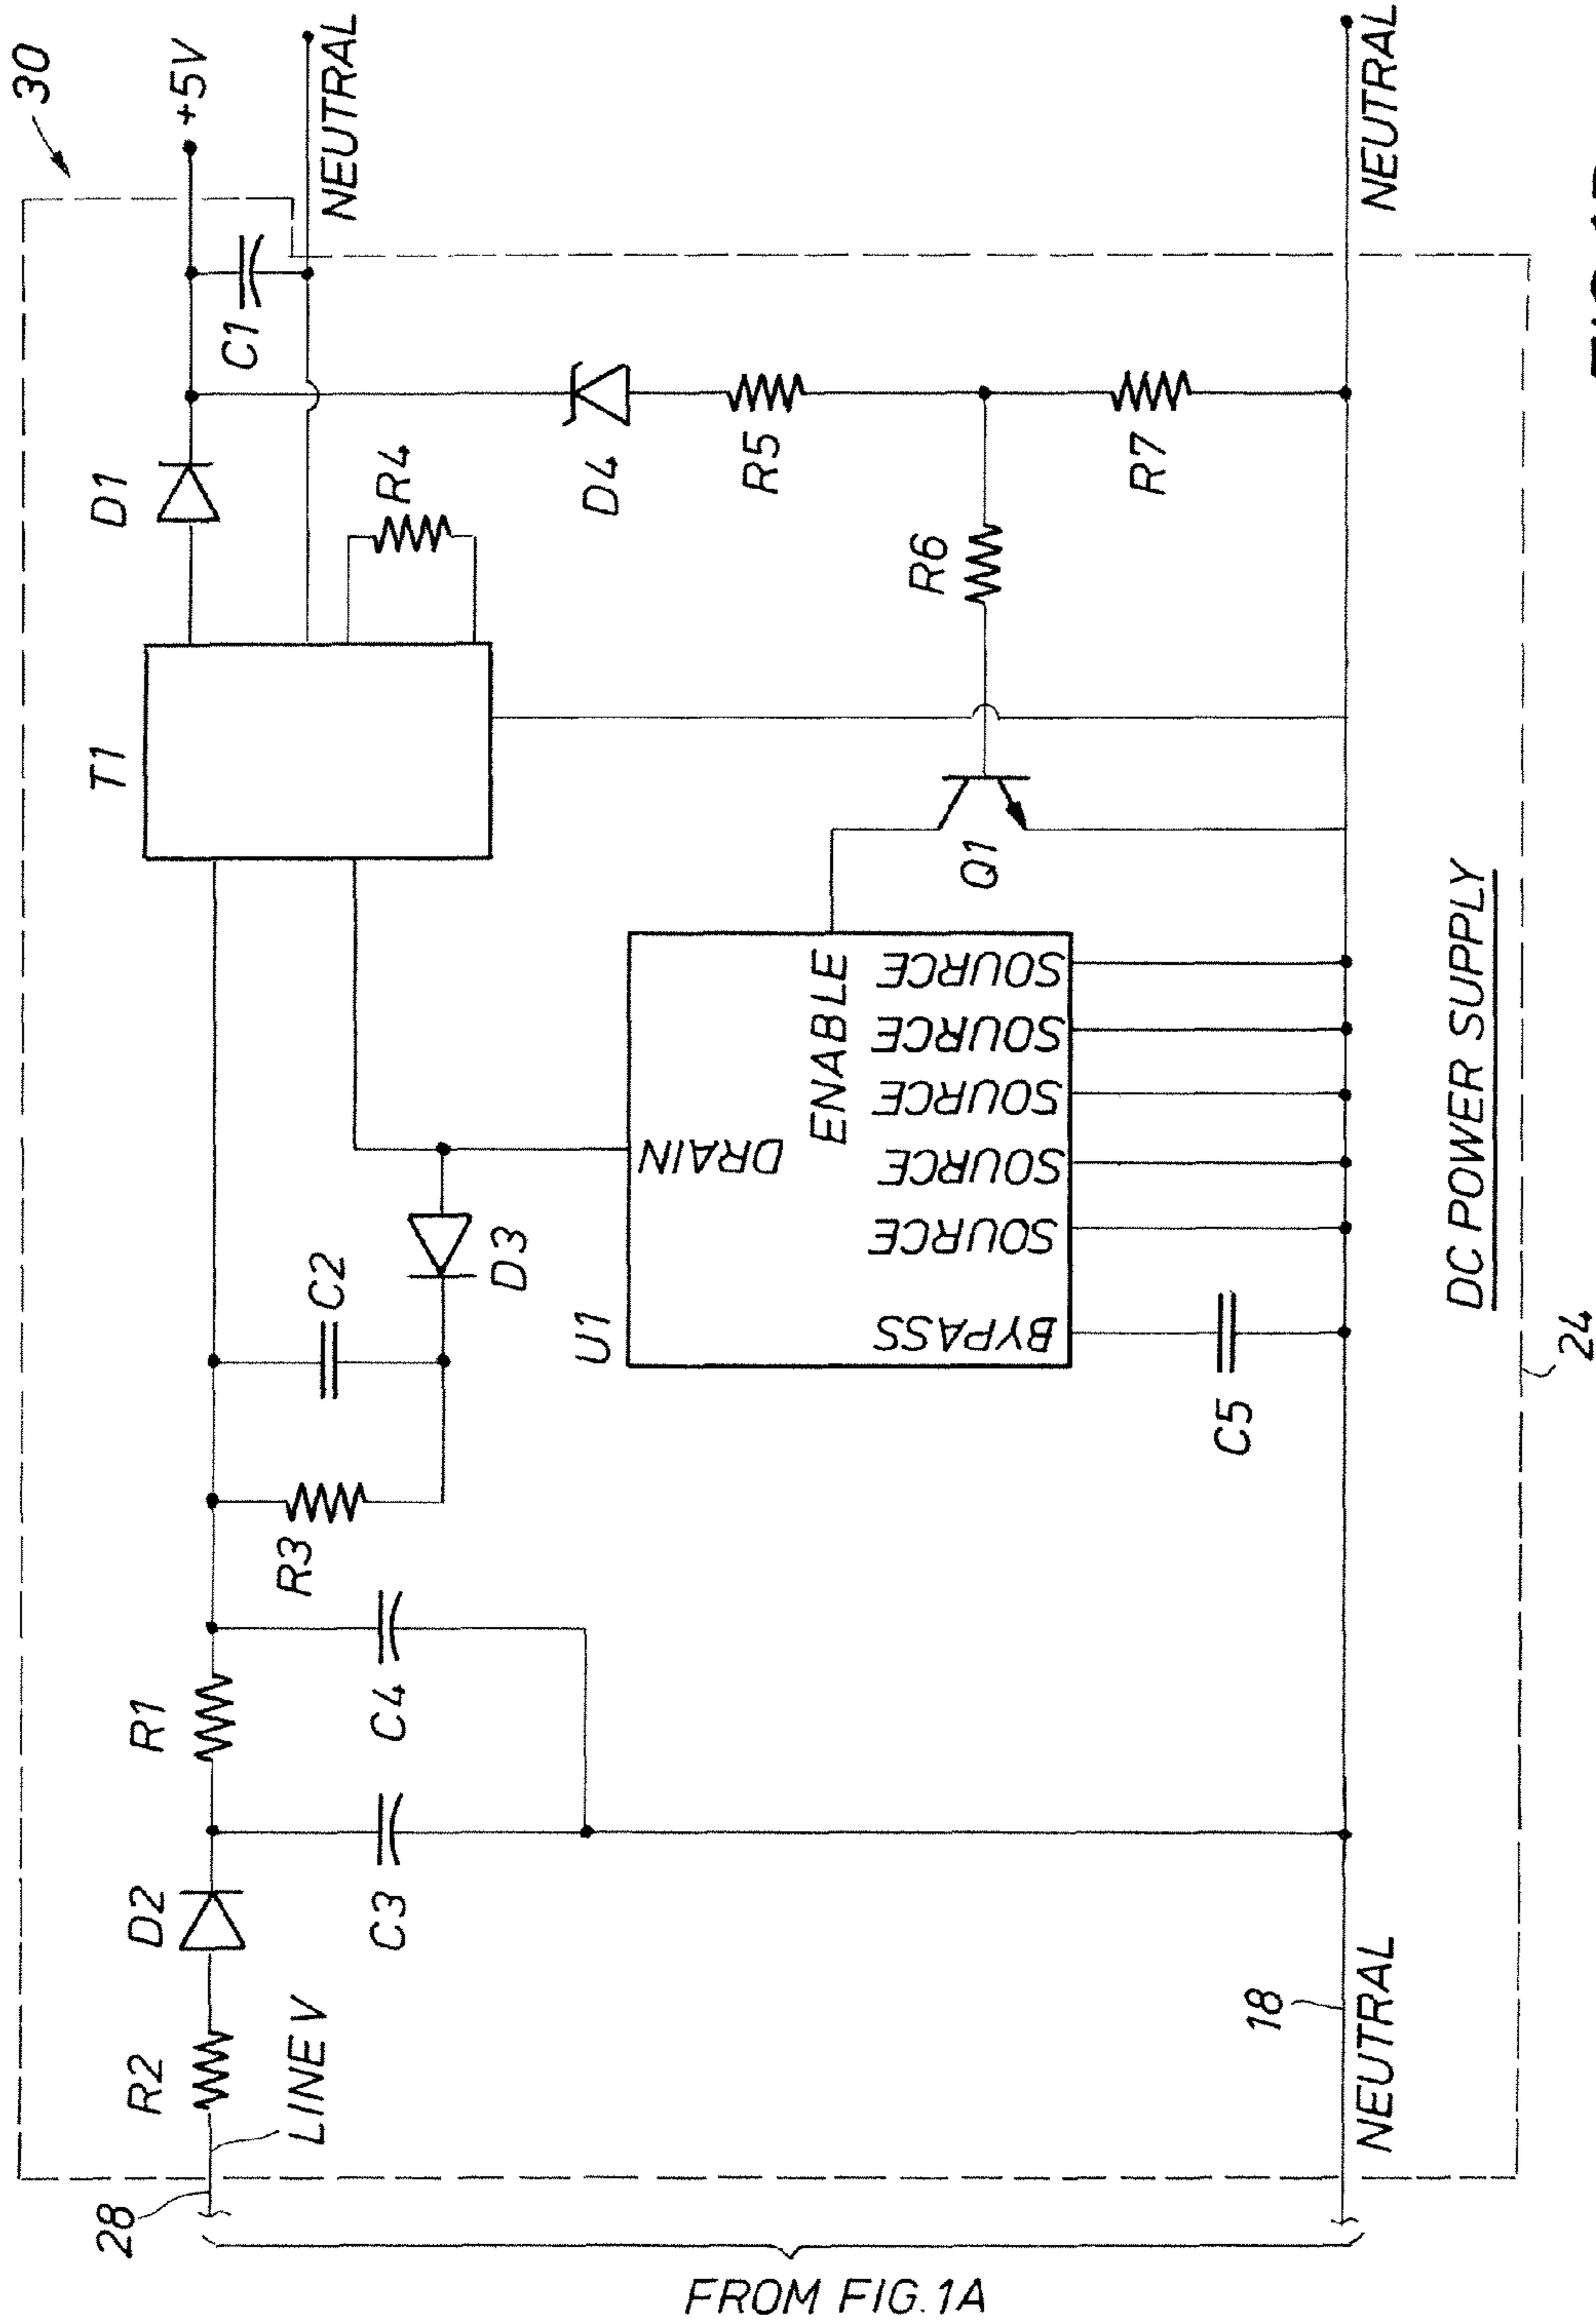 30
+5V
NEUTRAL
D1
C1
T1
R4
D4
R5
R6
R7
NEUTRAL
Q1
C2
D3
U1
DRAIN
ENABLE
SOURCE
SOURCE
SOURCE
SOURCE
SOURCE
BYPASS
C5
R3
R1
C4
D2
C3
R2
LINE V
28
18
NEUTRAL
DC POWER SUPPLY
24
FROM FIG. 1A